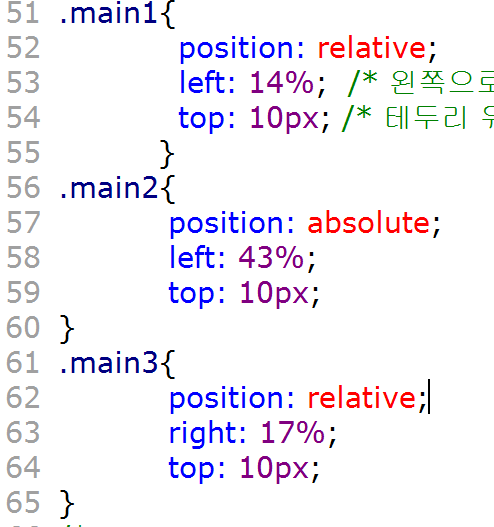 51 .main1{
52 position: relative;
53 left: 14%; /* 왼쪽으로
54 top: 10px; /* 테두리
55 }
56 .main2{
57 position: absolute;
58 left: 43%;
59 top: 10px;
60 }
61 .main3{
62 position: relative;
63 right: 17%;
64 top: 10px;
65 }